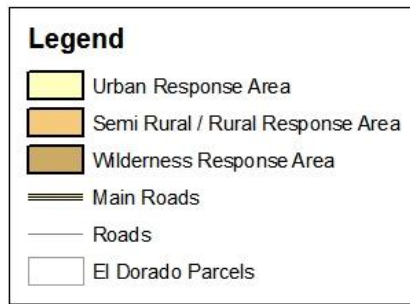 Legend
Urban Response Area
Semi Rural / Rural Response Area
Wilderness Response Area
Main Roads
Roads
El Dorado Parcels